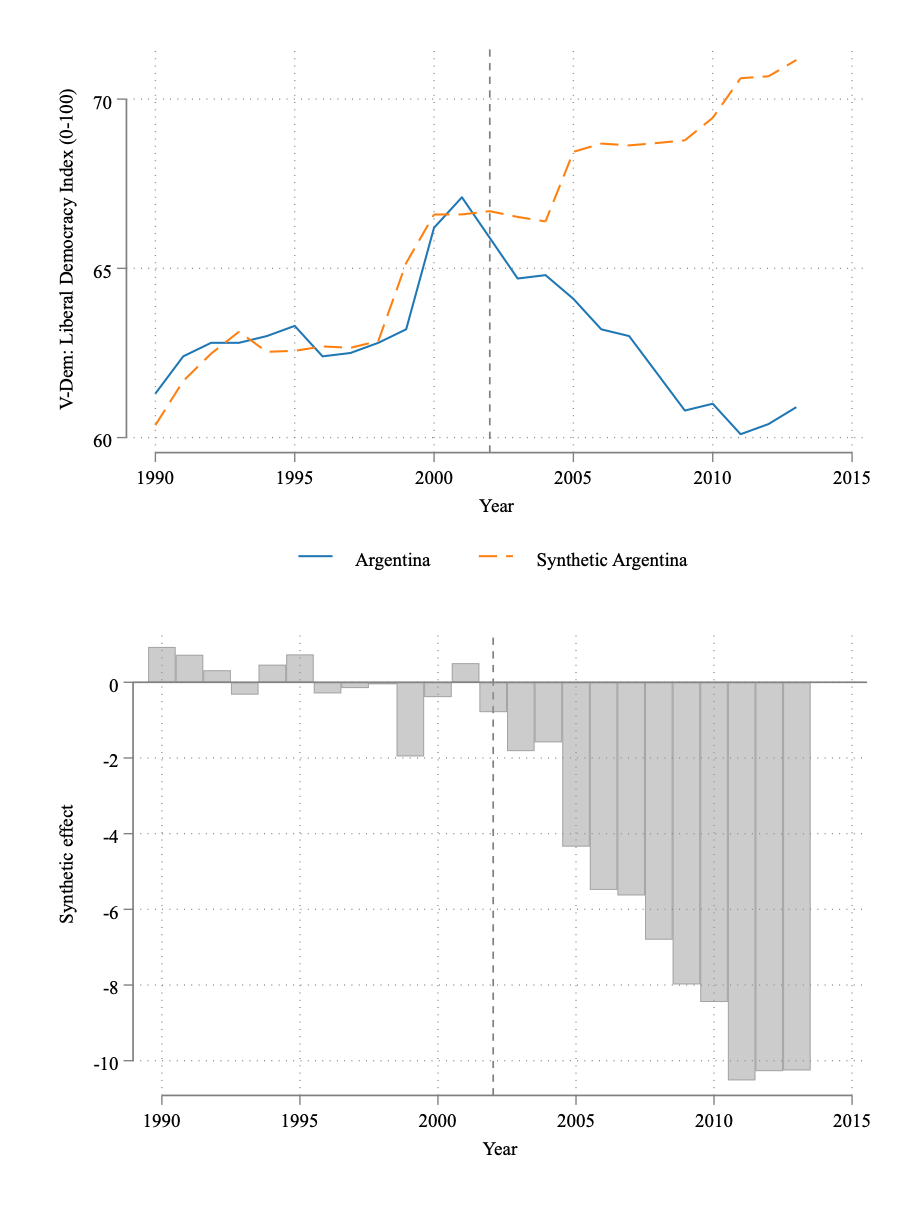 V-Dem: Liberal Democracy Index (0-100)
70
65
60
1990 1995 2000 2005 2010 2015
Year
Argentina Synthetic Argentina
Synthetic effect
0
-2
-4
-6
-8
-10
1990 1995 2000 2005 2010 2015
Year